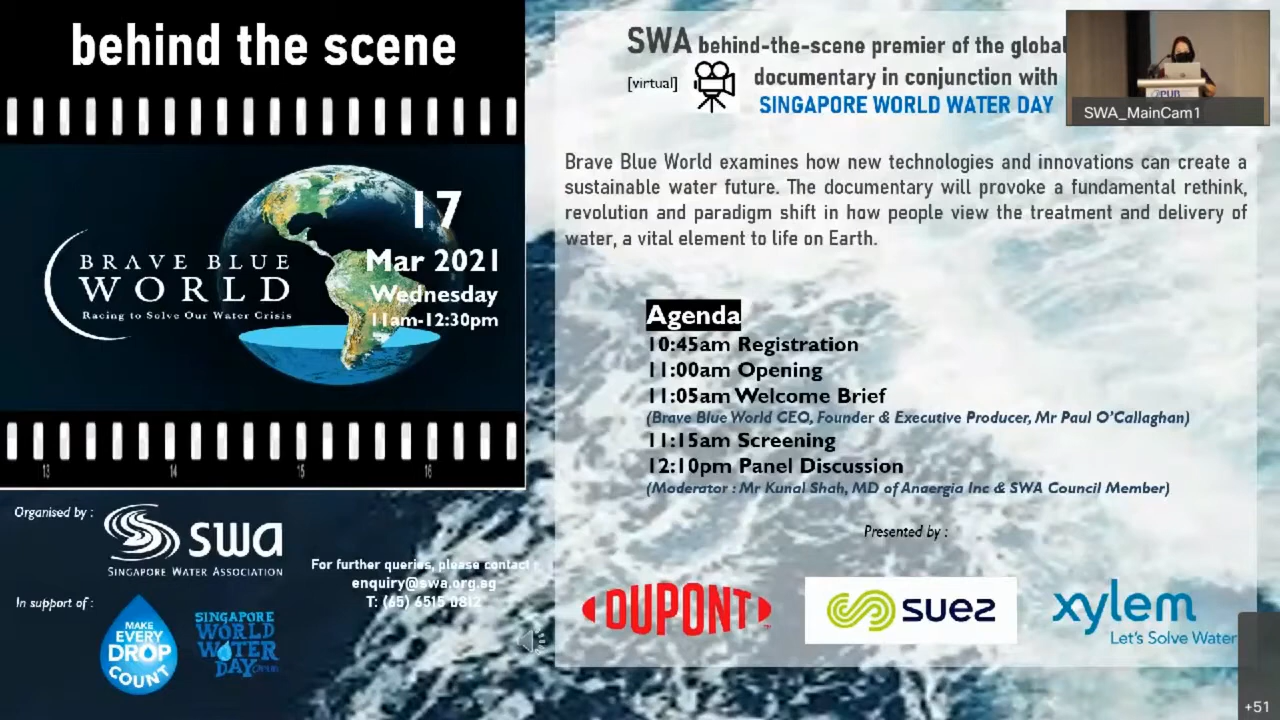 behind the scene
BRAVE BLUE
WORLD
Racing to Solve Our Water Crisis
17
Mar 2021
Wednesday
11am-12:30pm
13 14 15 18
Organised by :
swa
SINGAPORE WATER ASSOCIATION
For further queries, please contact :
enquiry@swa.org.sg
T: (65) 6515 0812
In support of :
MAKE
EVERY
DROP
COUNT
SINGAPORE
WORLD
WATER
DAY
SWA behind-the-scene premier of the global
[virtual] documentary in conjunction with
SINGAPORE WORLD WATER DAY
PUB
SWA_MainCam1
Brave Blue World examines how new technologies and innovations can create a
sustainable water future. The documentary will provoke a fundamental rethink,
revolution and paradigm shift in how people view the treatment and delivery of
water, a vital element to life on Earth.
Agenda
10:45am Registration
11:00am Opening
11:05am Welcome Brief
(Brave Blue World CEO, Founder & Executive Producer, Mr Paul O'Callaghan)
11:15am Screening
12:10pm Panel Discussion
(Moderator : Mr Kunal Shah, MD of Anaergia Inc & SWA Council Member)
Presented by :
DUPONT
suez
xylem
Let's Solve Water
+51